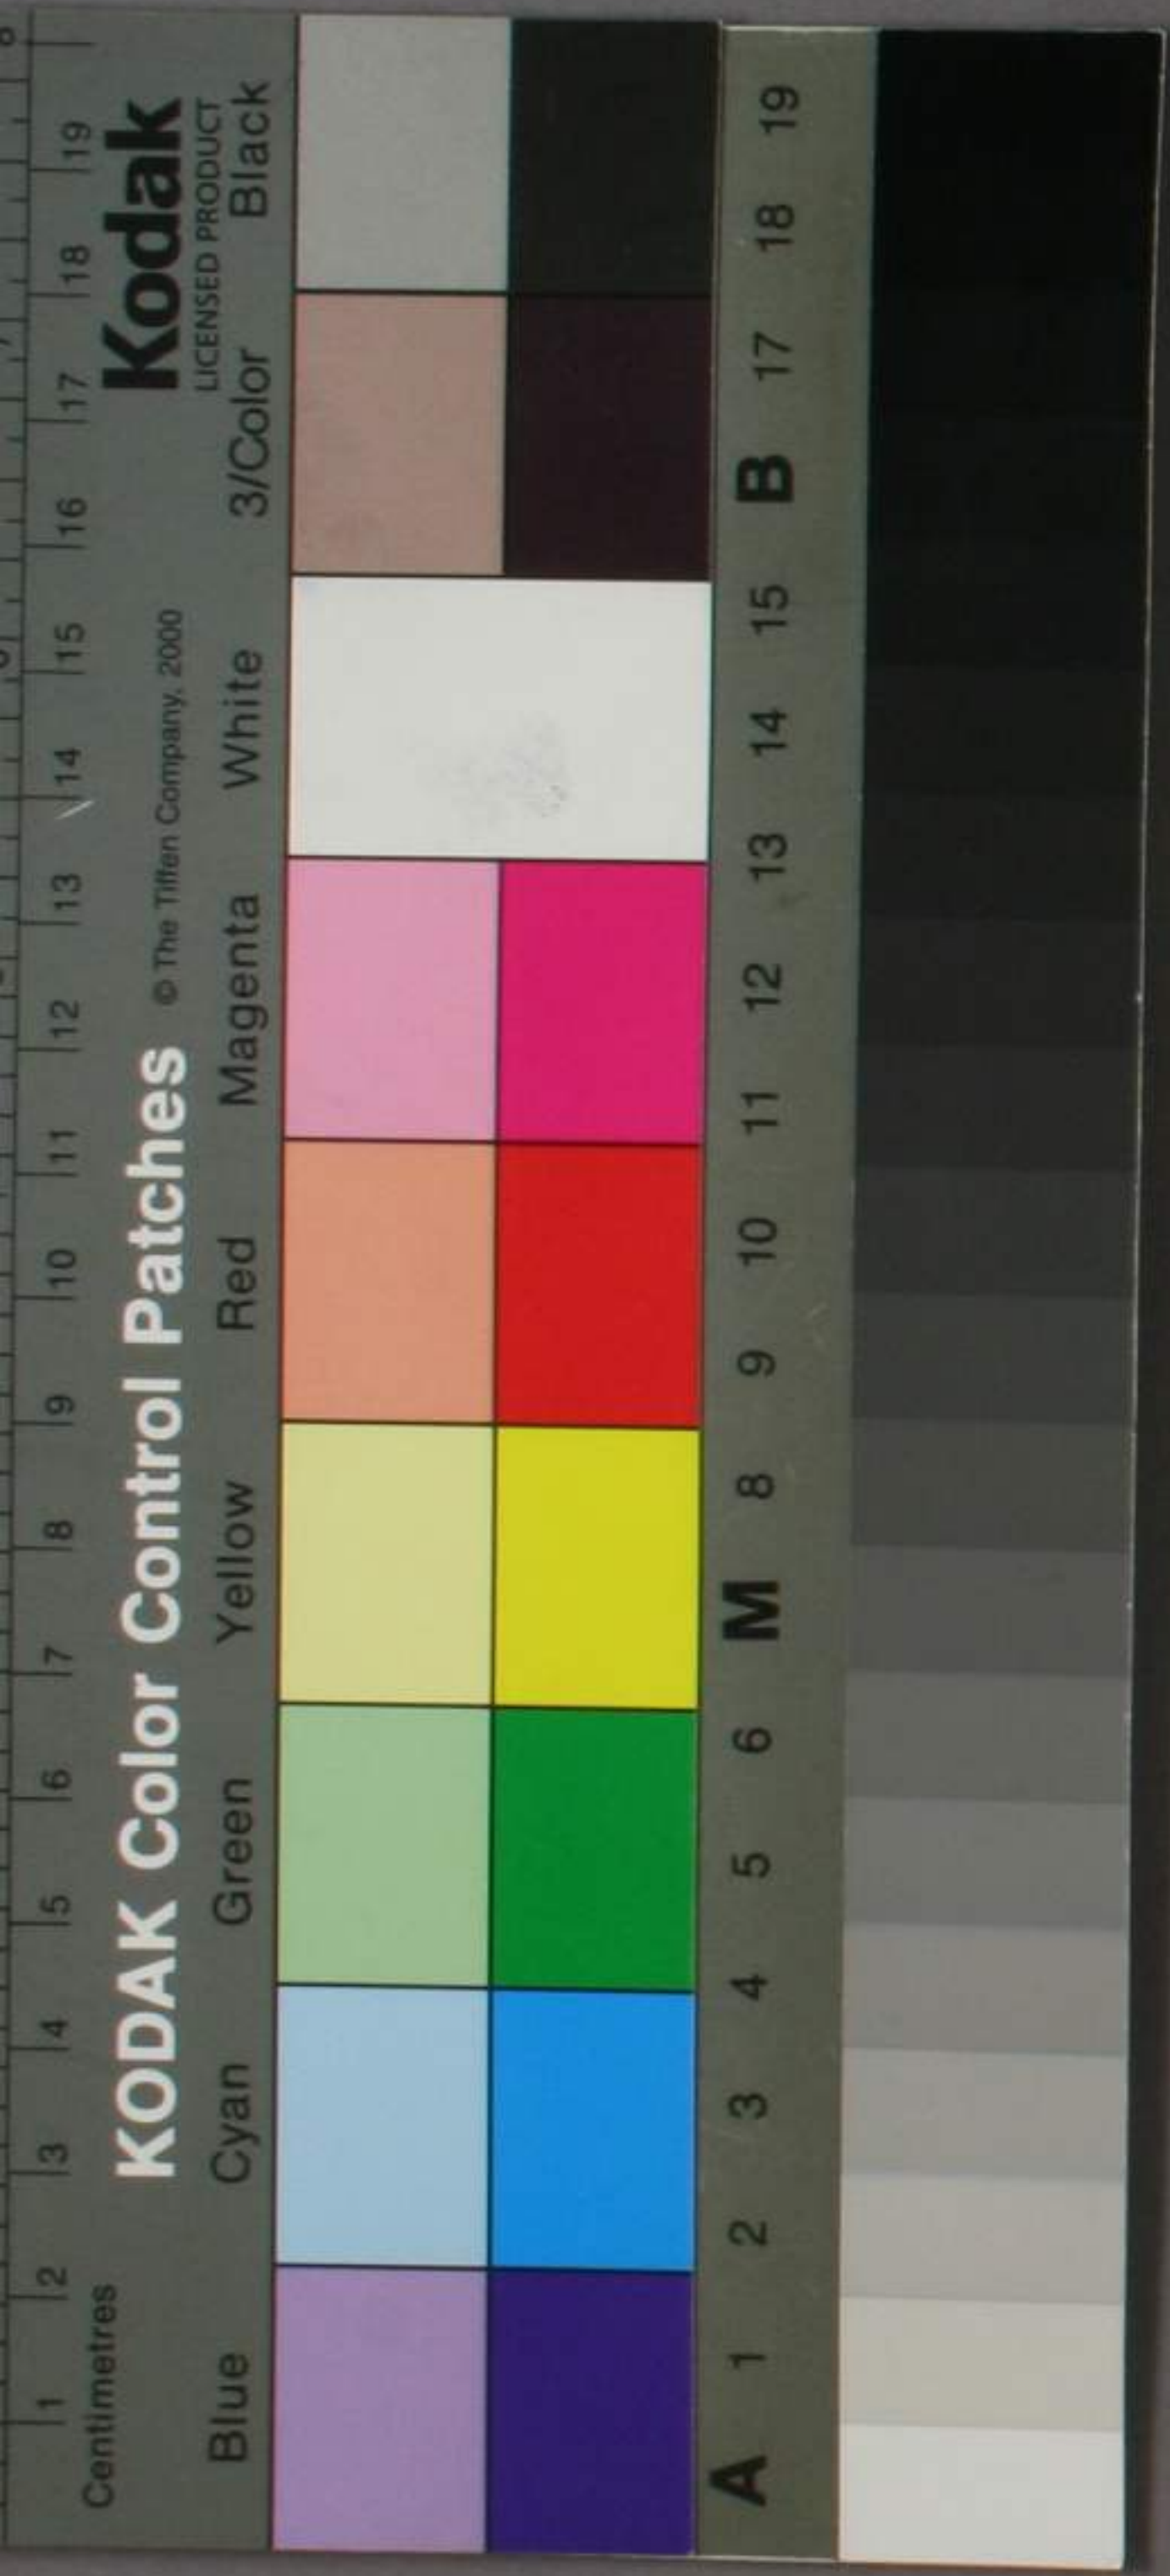 Centimetres
1 2 3 4 5 6 7 8 9 10 11 12 13 14 15 16 17 18 19
KODAK Color Control Patches © The Tiffen Company, 2000
Kodak
LICENSED PRODUCT
Blue Cyan Green Yellow Red Magenta White 3/Color Black
A 1 2 3 4 5 6 M 8 9 10 11 12 13 14 15 B 17 18 19